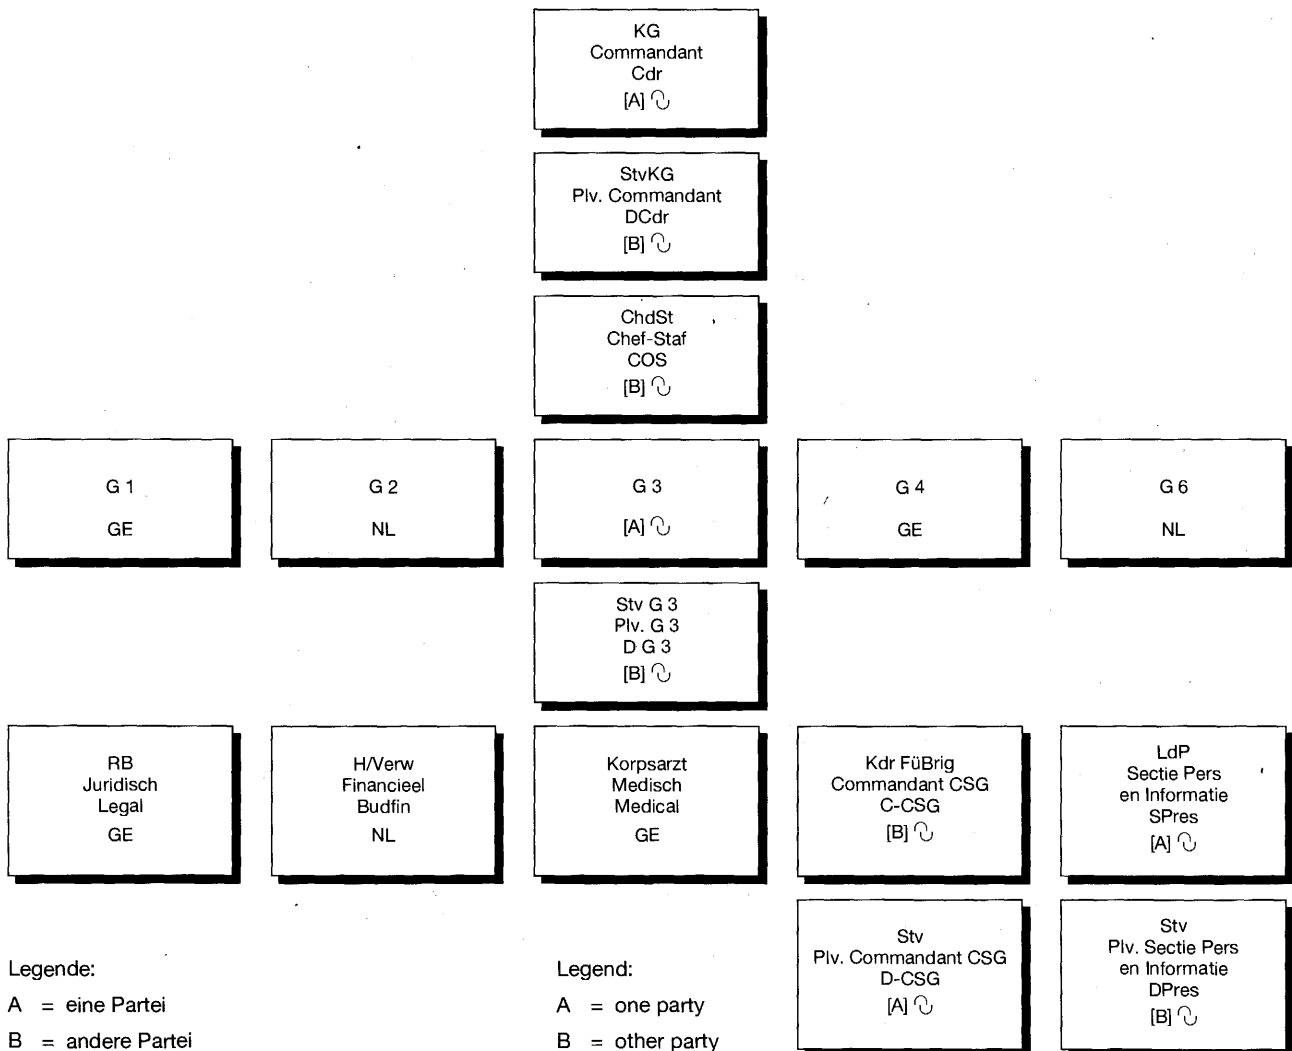 KG
Commandant
Cdr
[A]
StvKG
Plv. Commandant
DCdr
[B]
ChdSt
Chef-Staf
COS
[B]
G 1
GE
G 2
NL
G 3
[A]
G 4
GE
G 6
NL
Stv G 3
Plv. G 3
D G 3
[B]
RB
Juridisch
Legal
GE
H/Verw
Financieel
Budfin
NL
Korpsarzt
Medisch
Medical
GE
Kdr FüBrig
Commandant CSG
C-CSG
[B]
LdP
Sectie Pers
en Informatie
SPres
[A]
Stv
Plv. Commandant CSG
D-CSG
[A]
Stv
Plv. Sectie Pers
en Informatie
DPres
[B]
Legende:
A = eine Partei
B = andere Partei
Legend:
A = one party
B = other party